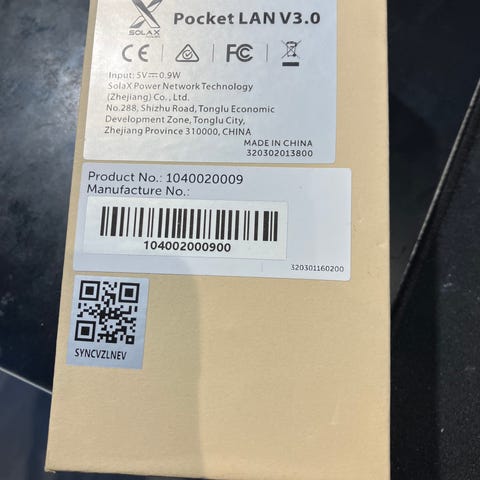 SOLAX
Pocket LAN V3.0
CE FC
Input: 5V⎓0.9W
SolaX Power Network Technology
(Zhejiang) Co., Ltd.
No.288, Shizhu Road, Tonglu Economic
Development Zone, Tonglu City,
Zhejiang Province 310000, CHINA
MADE IN CHINA
320302013800
Product No.: 1040020009
Manufacture No.:
104002000900
320301160200
SYNCVZLNEV